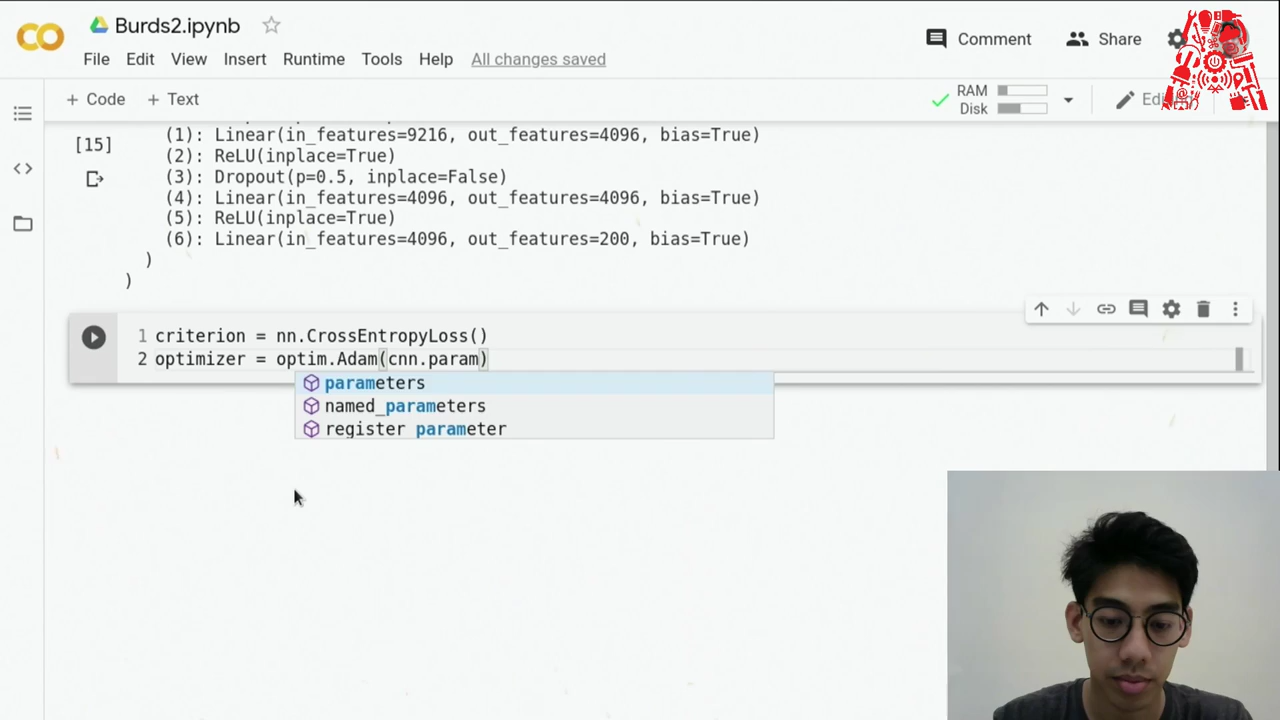 Burds2.ipynb
Comment
Share
File Edit View Insert Runtime Tools Help All changes saved
+ Code + Text
RAM
Disk
[15]
(1): Linear(in_features=9216, out_features=4096, bias=True)
(2): ReLU(inplace=True)
(3): Dropout(p=0.5, inplace=False)
(4): Linear(in_features=4096, out_features=4096, bias=True)
(5): ReLU(inplace=True)
(6): Linear(in_features=4096, out_features=200, bias=True)
)
)
1 criterion = nn.CrossEntropyLoss()
2 optimizer = optim.Adam(cnn.param)
parameters
named_parameters
register parameter